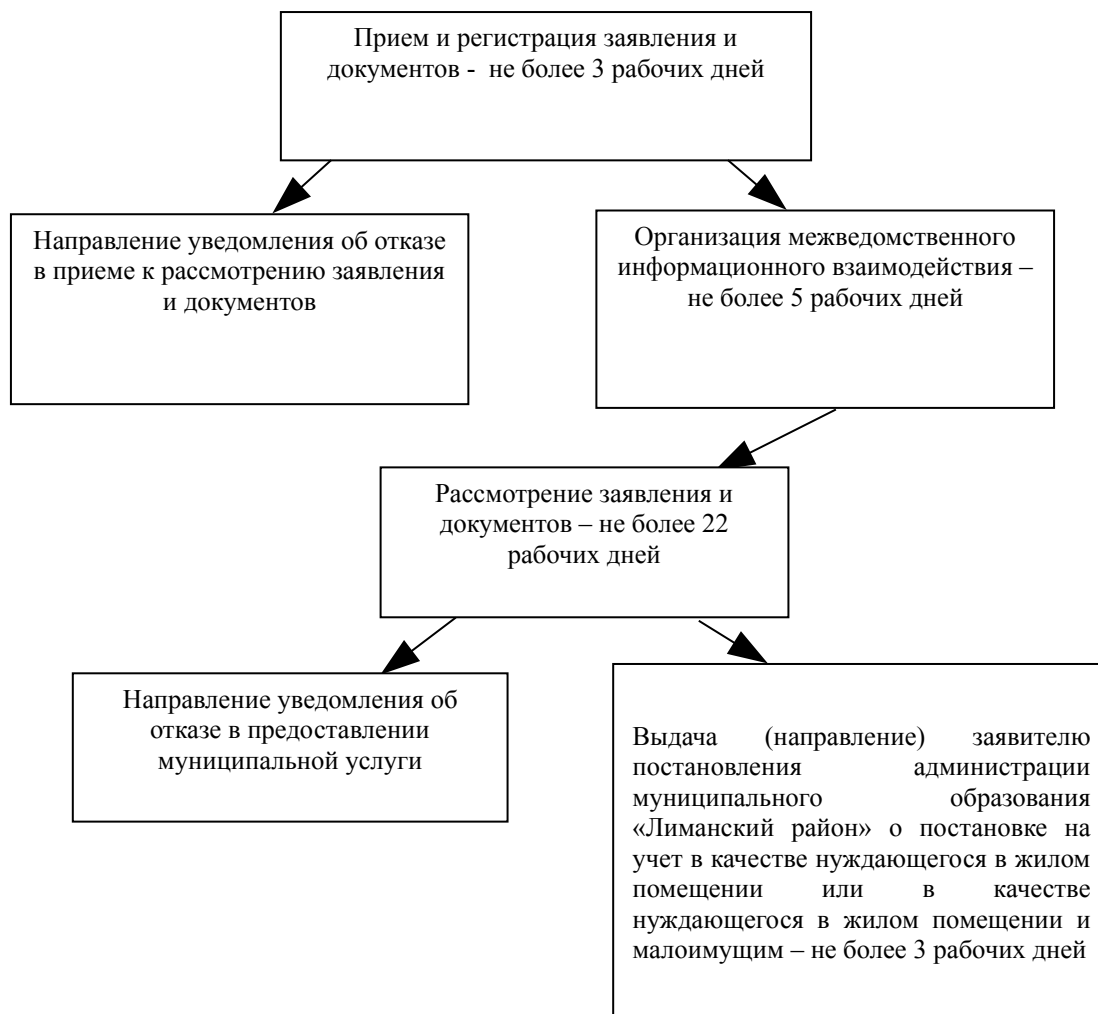 Прием и регистрация заявления и
документов - не более 3 рабочих дней
Направление уведомления об отказе
в приеме к рассмотрению заявления
и документов
Организация межведомственного
информационного взаимодействия –
не более 5 рабочих дней
Рассмотрение заявления и
документов – не более 22
рабочих дней
Направление уведомления об
отказе в предоставлении
муниципальной услуги
Выдача (направление) заявителю
постановления администрации
муниципального образования
«Лиманский район» о постановке на
учет в качестве нуждающегося в жилом
помещении или в качестве
нуждающегося в жилом помещении и
малоимущим – не более 3 рабочих дней